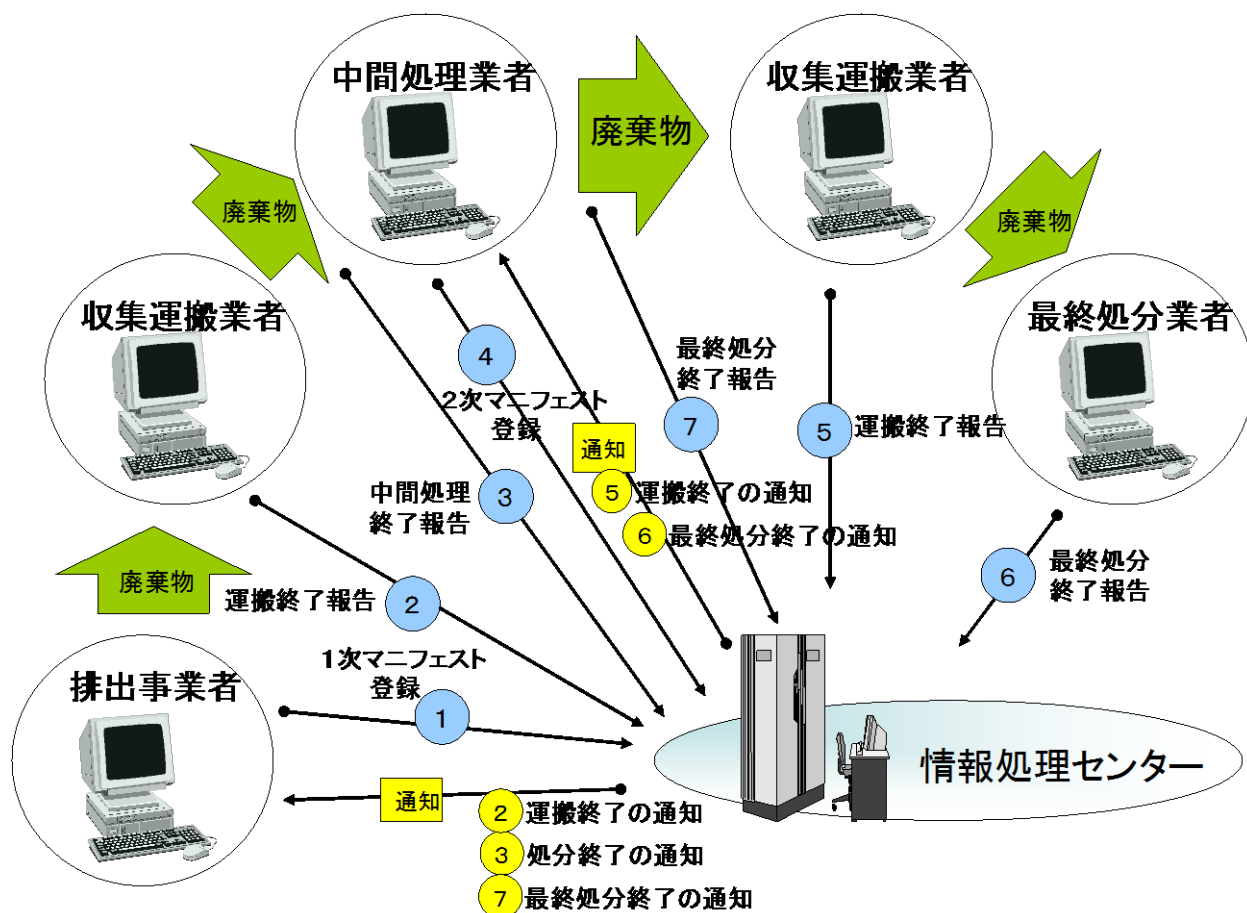 中間処理業者
収集運搬業者
廃棄物
廃棄物
廃棄物
収集運搬業者
最終処分業者
4
2次マニフェスト
登録
最終処分
終了報告
7
5
運搬終了報告
通知
5
運搬終了の通知
6
最終処分終了の通知
中間処理
終了報告
3
6
最終処分
終了報告
廃棄物
運搬終了報告
2
排出事業者
1次マニフェスト
登録
1
情報処理センター
通知
2
運搬終了の通知
3
処分終了の通知
7
最終処分終了の通知